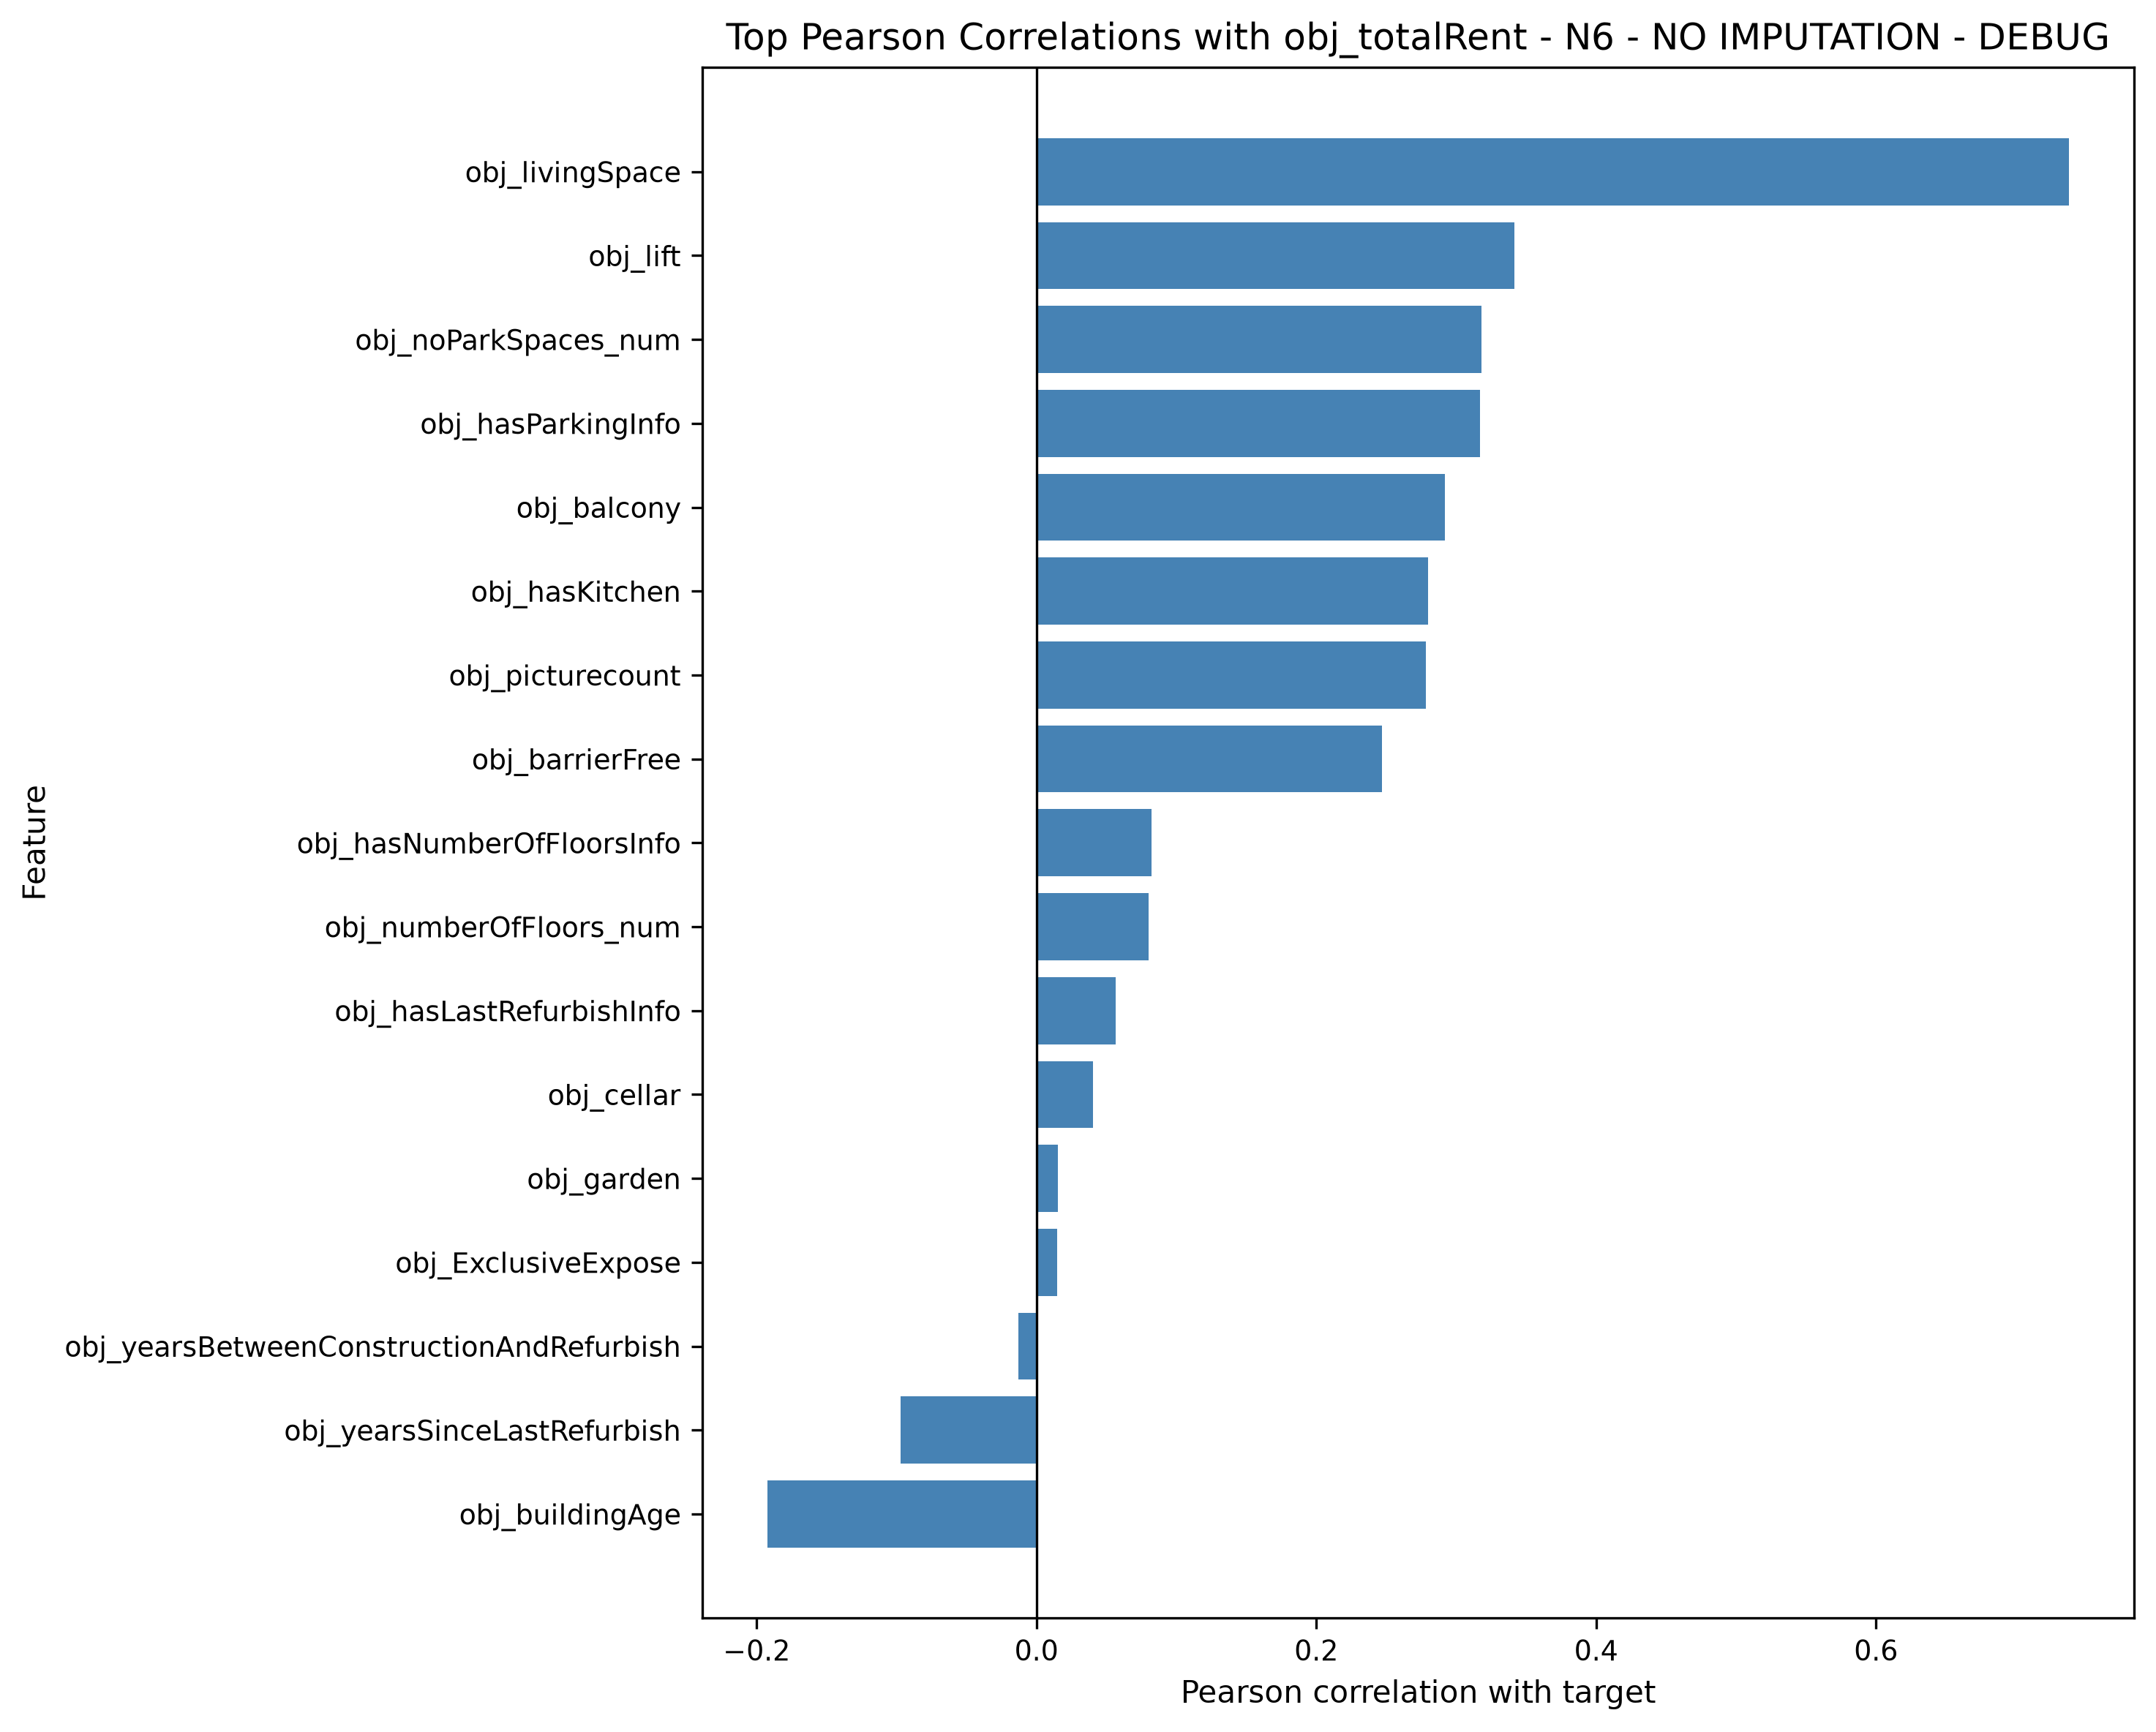 Top Pearson Correlations with obj_totalRent - N6 - NO IMPUTATION - DEBUG
Feature
obj_livingSpace
obj_lift
obj_noParkSpaces_num
obj_hasParkingInfo
obj_balcony
obj_hasKitchen
obj_picturecount
obj_barrierFree
obj_hasNumberOfFloorsInfo
obj_numberOfFloors_num
obj_hasLastRefurbishInfo
obj_cellar
obj_garden
obj_ExclusiveExpose
obj_yearsBetweenConstructionAndRefurbish
obj_yearsSinceLastRefurbish
obj_buildingAge
−0.2 0.0 0.2 0.4 0.6
Pearson correlation with target